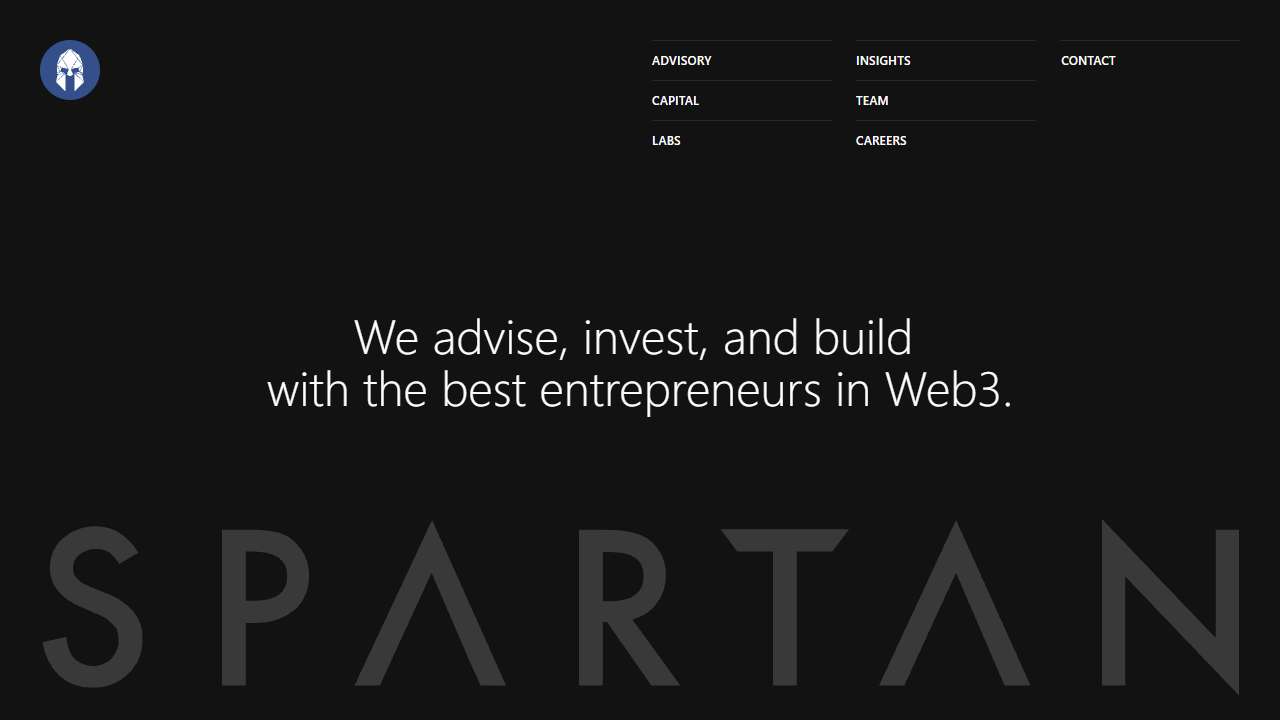 ADVISORY
CAPITAL
LABS
INSIGHTS
TEAM
CAREERS
CONTACT
We advise, invest, and build
with the best entrepreneurs in Web3.
SPARTAN